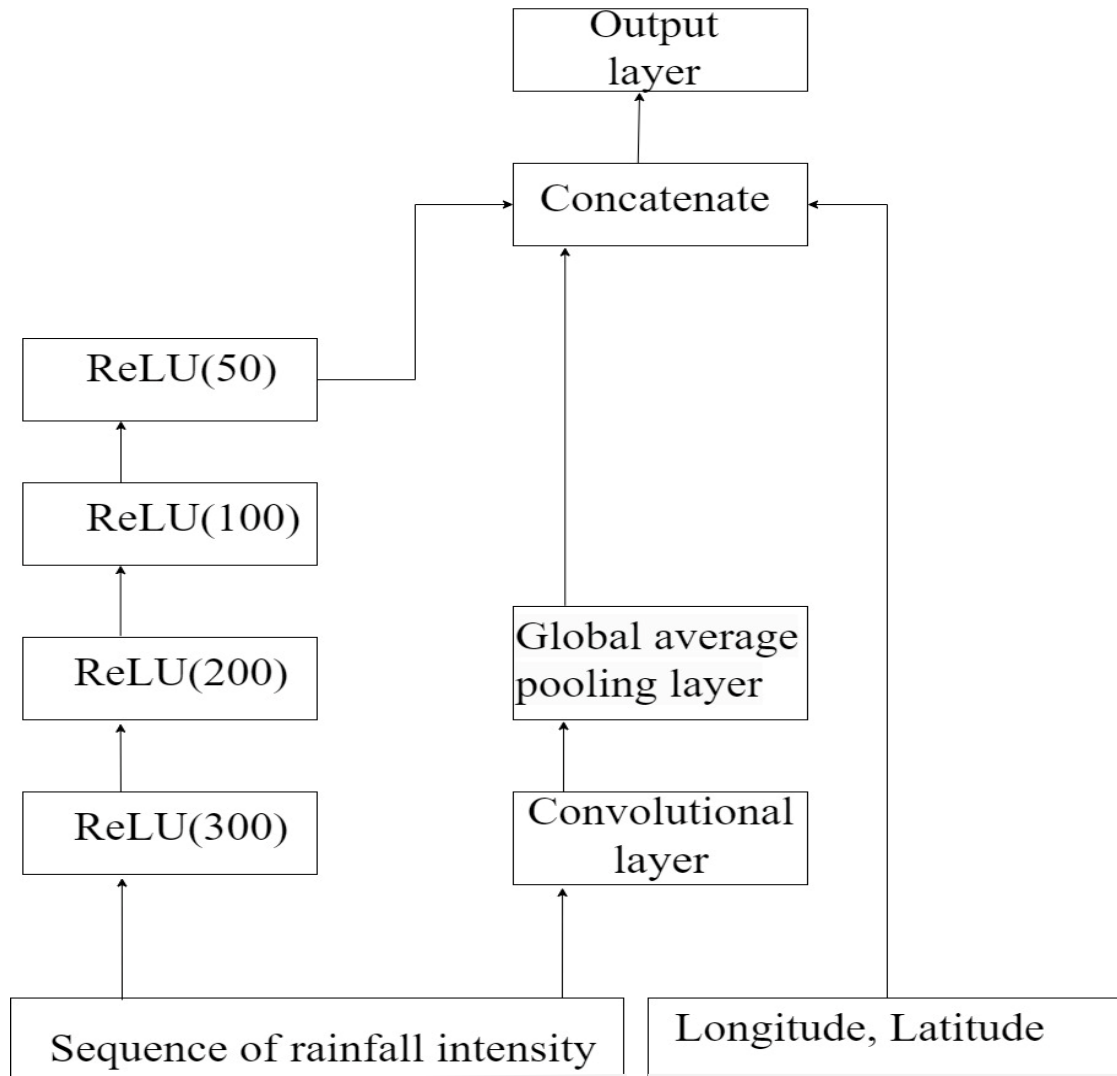 Output
layer
Concatenate
ReLU(50)
ReLU(100)
Global average
pooling layer
ReLU(200)
ReLU(300)
Convolutional
layer
Sequence of rainfall intensity
Longitude, Latitude